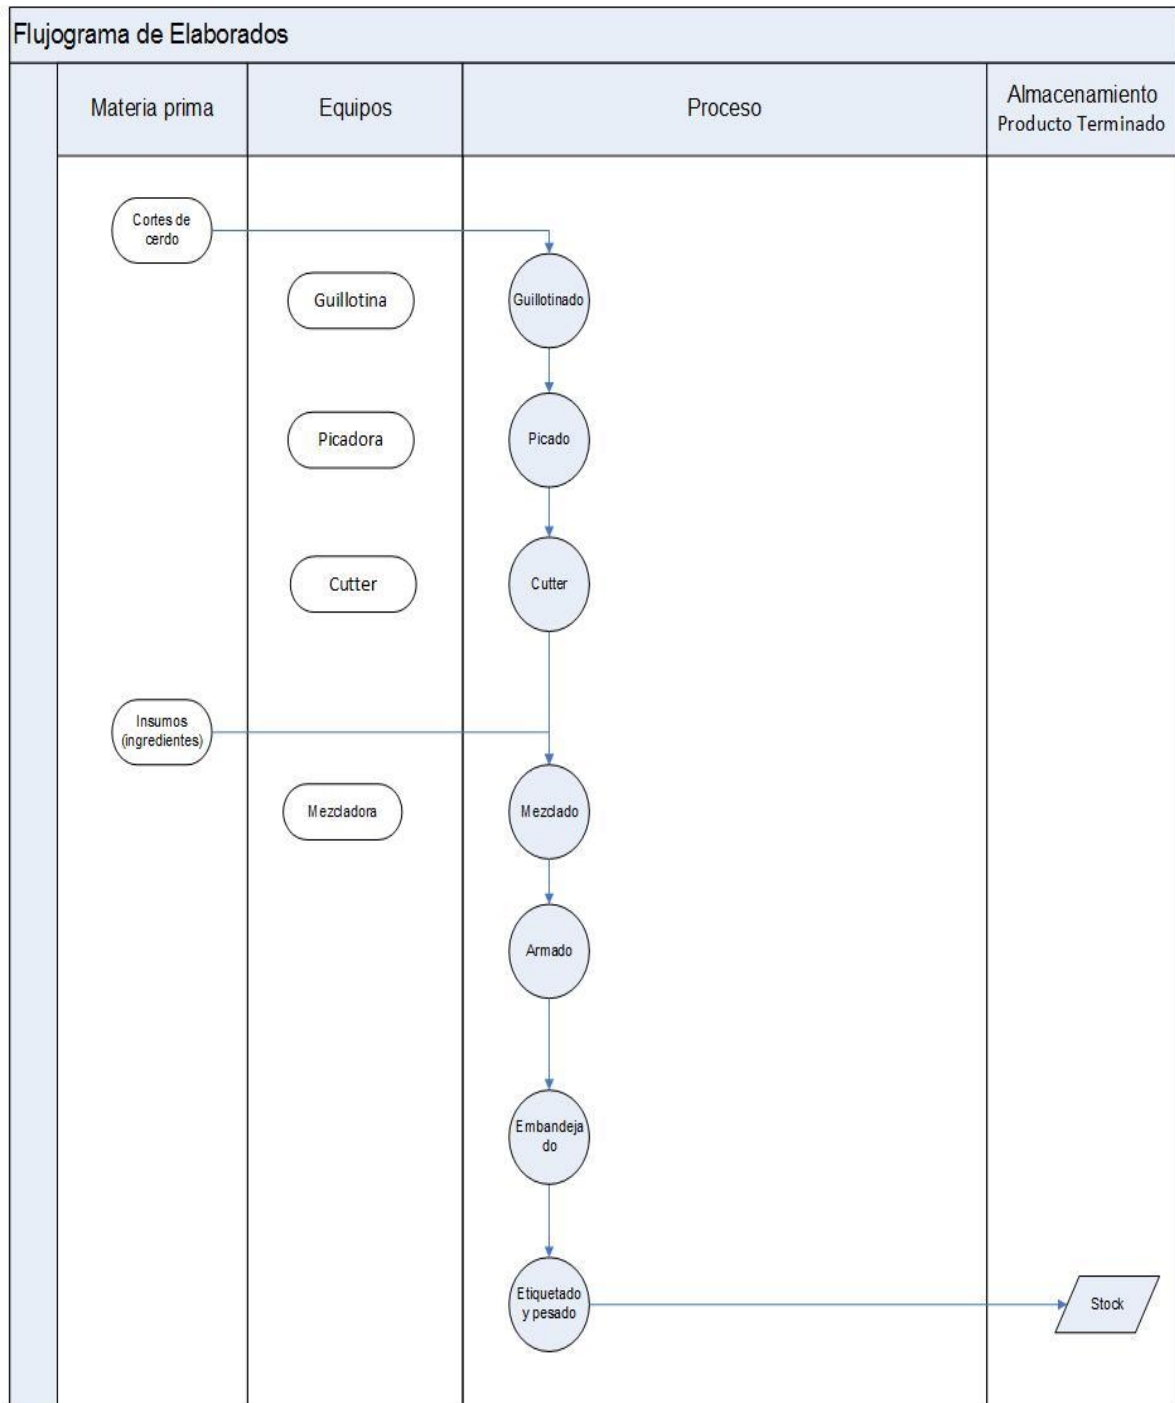 Flujograma de Elaborados
Materia prima
Equipos
Proceso
Almacenamiento
Producto Terminado
Cortes de
cerdo
Guillotina
Guillotinado
Picadora
Picado
Cutter
Cutter
Insumos
(ingredientes)
Mezcladora
Mezclado
Armado
Embandeja
do
Etiquetado
y pesado
Stock